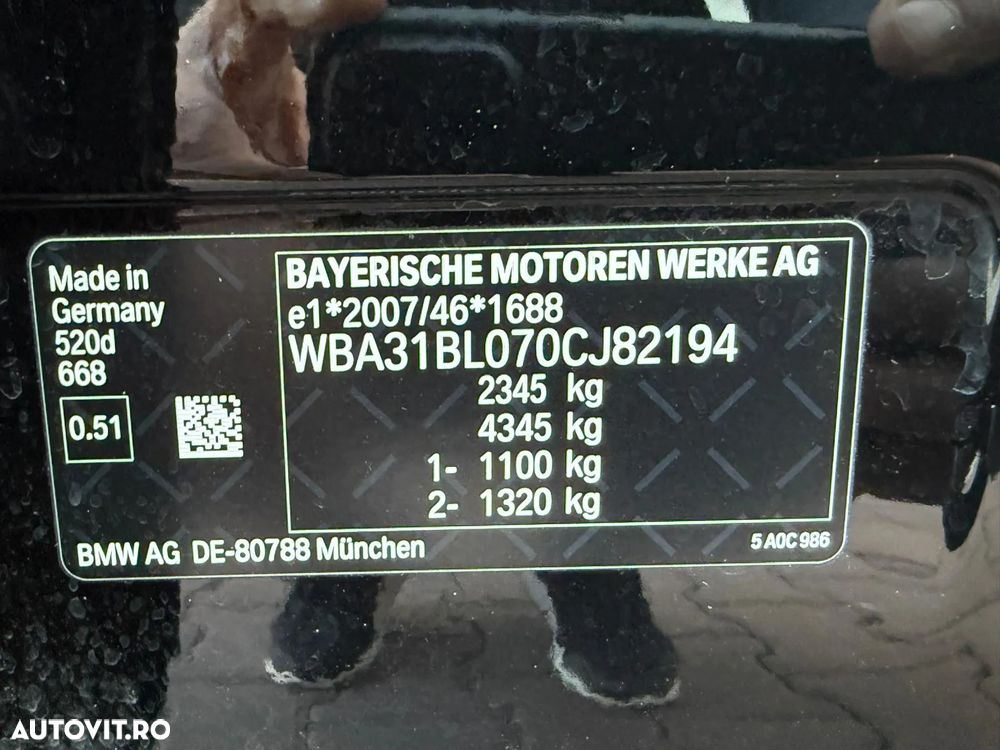 Made in
Germany
520d
668
0.51
BAYERISCHE MOTOREN WERKE AG
e1*2007/46*1688
WBA31BL070CJ82194
2345 kg
4345 kg
1- 1100 kg
2- 1320 kg
BMW AG DE-80788 München
5 A0C 986
AUTOVIT.RO